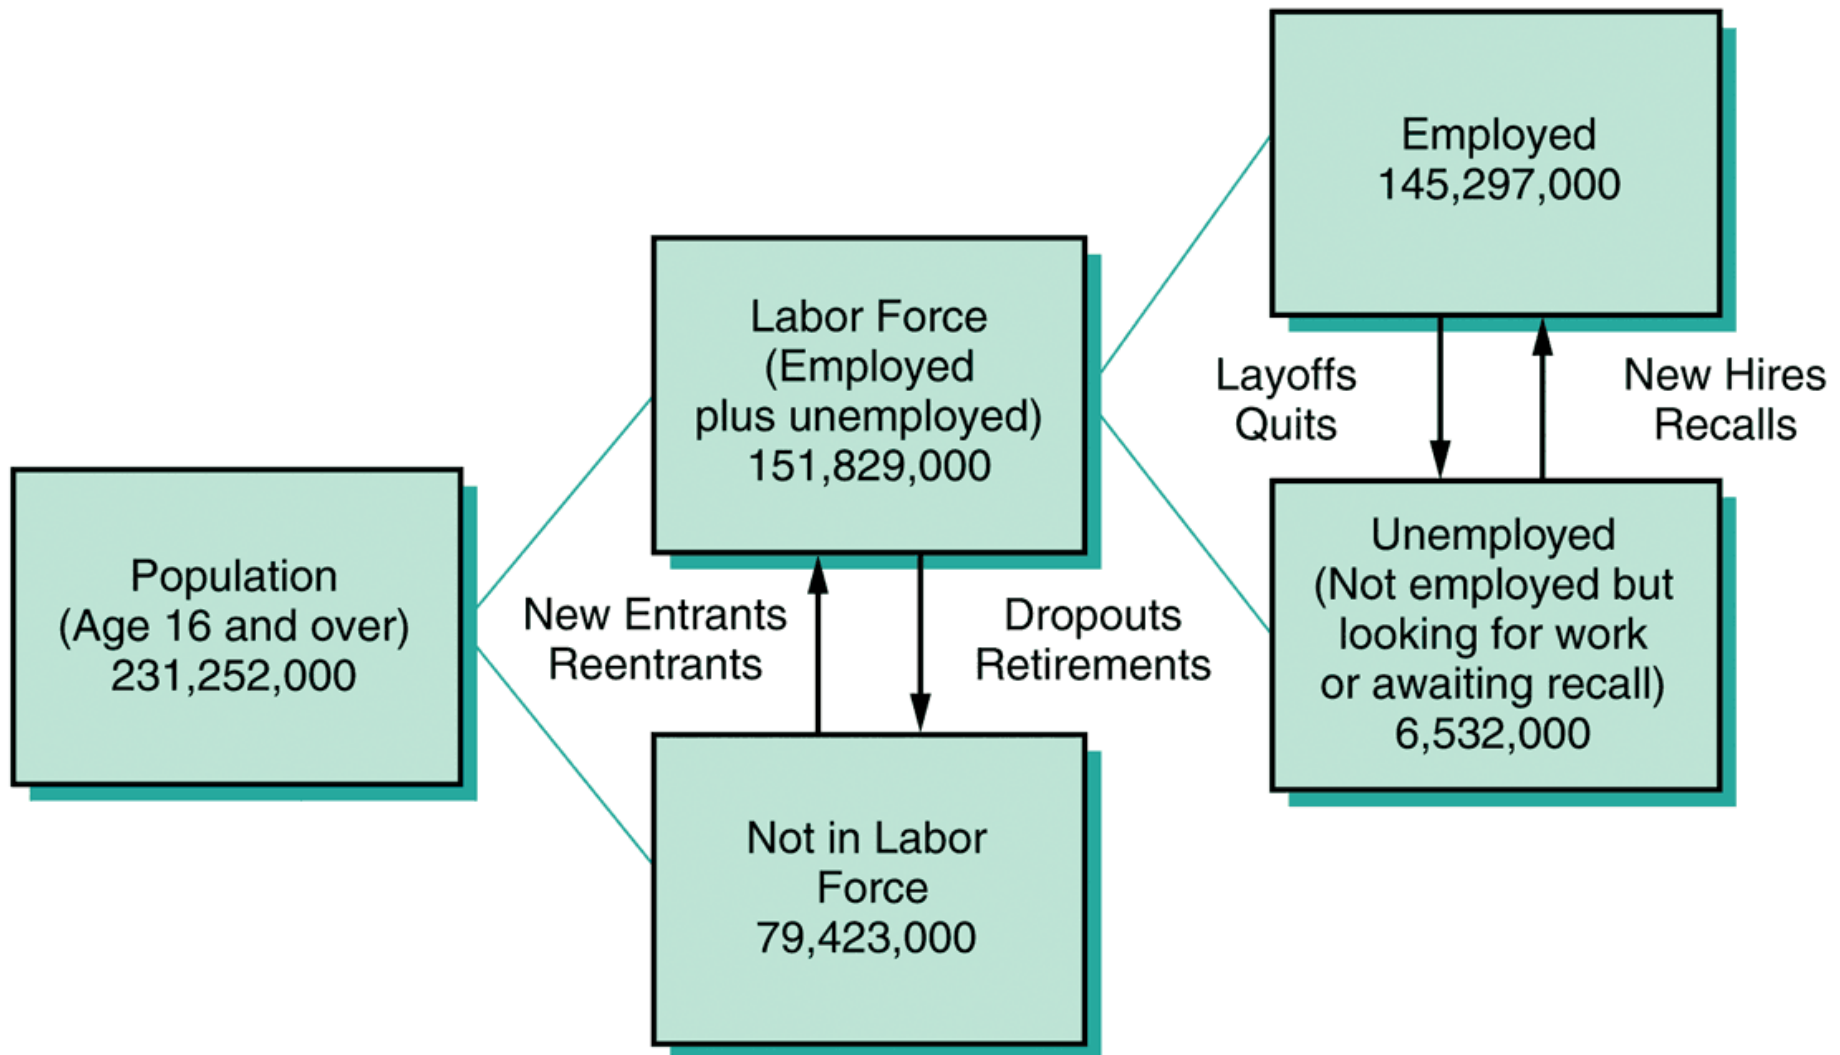 Population
(Age 16 and over)
231,252,000
Labor Force
(Employed
plus unemployed)
151,829,000
New Entrants
Reentrants
Dropouts
Retirements
Not in Labor
Force
79,423,000
Employed
145,297,000
Layoffs
Quits
New Hires
Recalls
Unemployed
(Not employed but
looking for work
or awaiting recall)
6,532,000